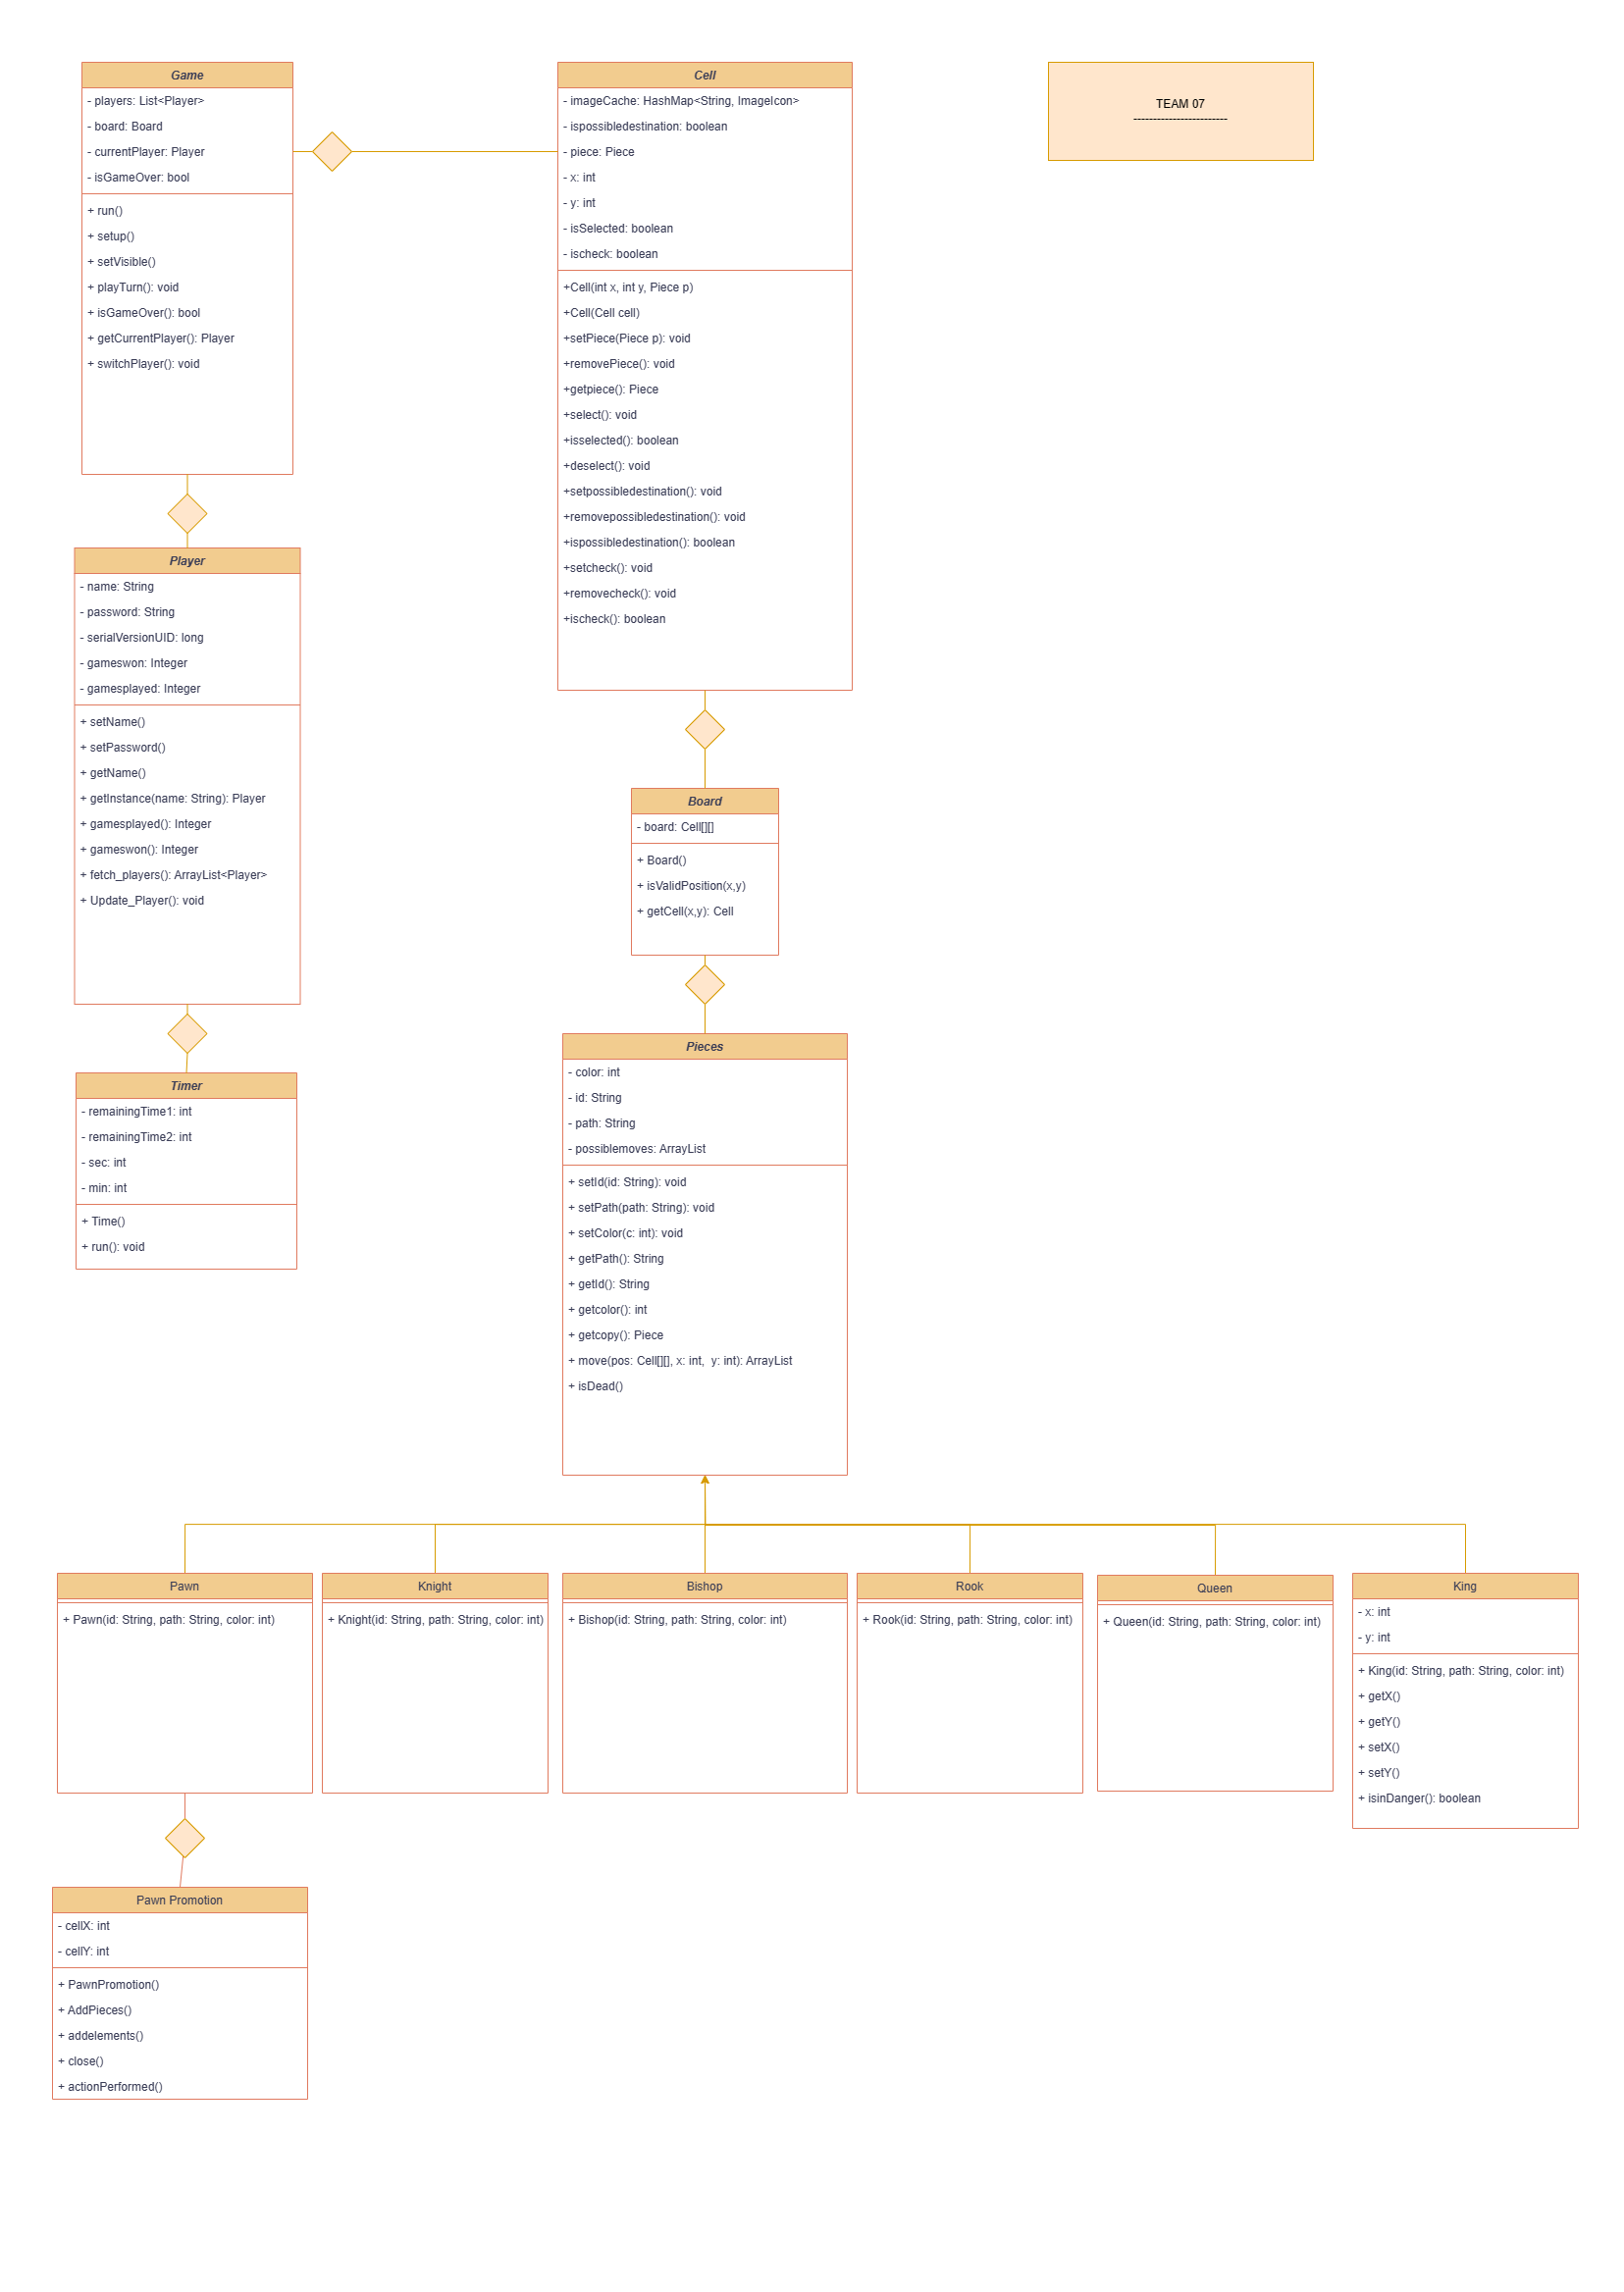 Game
- players: List<Player>
- board: Board
- currentPlayer: Player
- isGameOver: bool
+ run()
+ setup()
+ setVisible()
+ playTurn(): void
+ isGameOver(): bool
+ getCurrentPlayer(): Player
+ switchPlayer(): void
Cell
- imageCache: HashMap<String, ImageIcon>
- ispossibledestination: boolean
- piece: Piece
- x: int
- y: int
- isSelected: boolean
- ischeck: boolean
+Cell(int x, int y, Piece p)
+Cell(Cell cell)
+setPiece(Piece p): void
+removePiece(): void
+getpiece(): Piece
+select(): void
+isselected(): boolean
+deselect(): void
+setpossibledestination(): void
+removepossibledestination(): void
+ispossibledestination(): boolean
+setcheck(): void
+removecheck(): void
+ischeck(): boolean
TEAM 07
------------------------
Player
- name: String
- password: String
- serialVersionUID: long
- gameswon: Integer
- gamesplayed: Integer
+ setName()
+ setPassword()
+ getName()
+ getInstance(name: String): Player
+ gamesplayed(): Integer
+ gameswon(): Integer
+ fetch_players(): ArrayList<Player>
+ Update_Player(): void
Board
- board: Cell[][]
+ Board()
+ isValidPosition(x,y)
+ getCell(x,y): Cell
Timer
- remainingTime1: int
- remainingTime2: int
- sec: int
- min: int
+ Time()
+ run(): void
Pieces
- color: int
- id: String
- path: String
- possiblemoves: ArrayList
+ setId(id: String): void
+ setPath(path: String): void
+ setColor(c: int): void
+ getPath(): String
+ getId(): String
+ getcolor(): int
+ getcopy(): Piece
+ move(pos: Cell[][], x: int,  y: int): ArrayList
+ isDead()
Pawn
+ Pawn(id: String, path: String, color: int)
Knight
+ Knight(id: String, path: String, color: int)
Bishop
+ Bishop(id: String, path: String, color: int)
Rook
+ Rook(id: String, path: String, color: int)
Queen
+ Queen(id: String, path: String, color: int)
King
- x: int
- y: int
+ King(id: String, path: String, color: int)
+ getX()
+ getY()
+ setX()
+ setY()
+ isinDanger(): boolean
Pawn Promotion
- cellX: int
- cellY: int
+ PawnPromotion()
+ AddPieces()
+ addelements()
+ close()
+ actionPerformed()